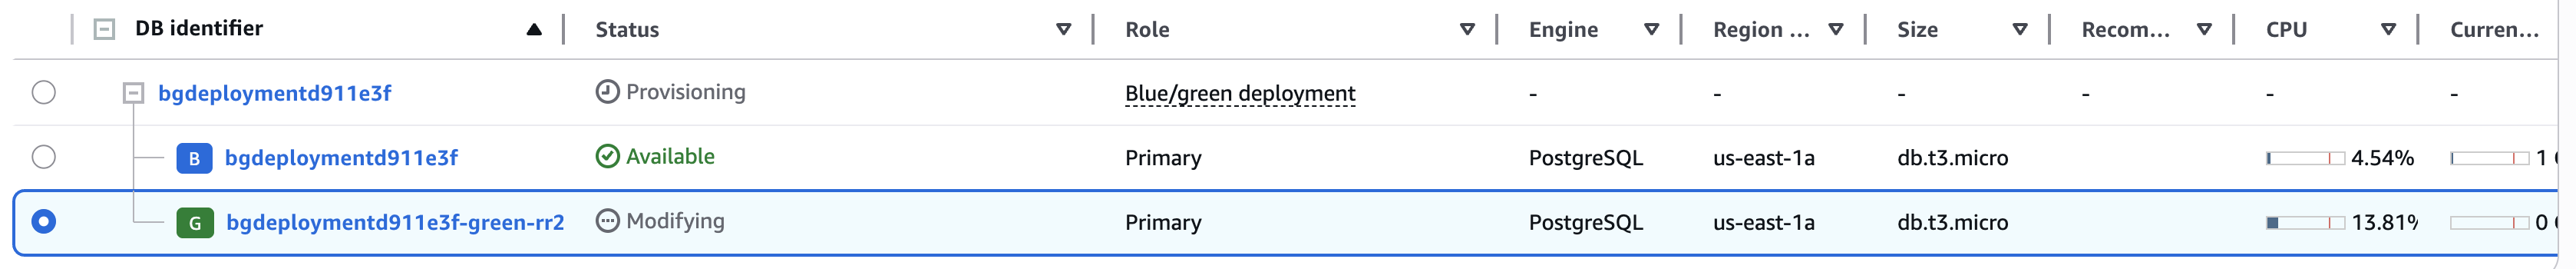 DB identifier Status Role Engine Region ... Size Recom... CPU Curren...
bgdeploymentd911e3f Provisioning Blue/green deployment - - - - - -
B bgdeploymentd911e3f Available Primary PostgreSQL us-east-1a db.t3.micro 4.54% 1
G bgdeploymentd911e3f-green-rr2 Modifying Primary PostgreSQL us-east-1a db.t3.micro 13.81% 0